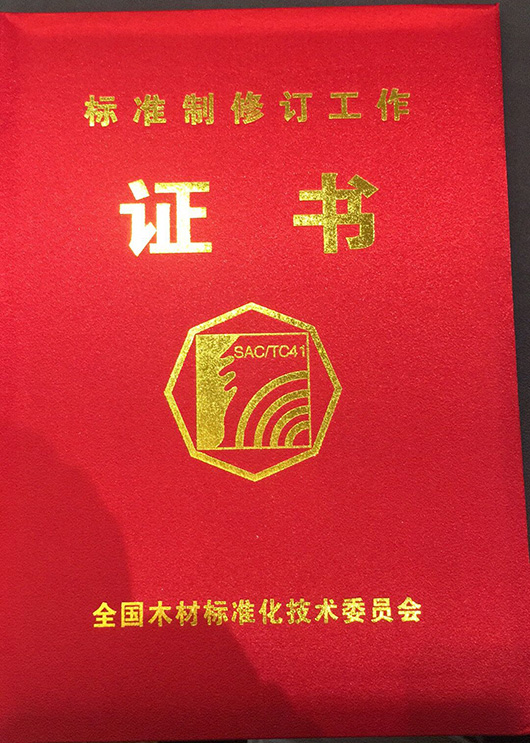 标准制修订工作
证书
SAC/TC41
全国木材标准化技术委员会